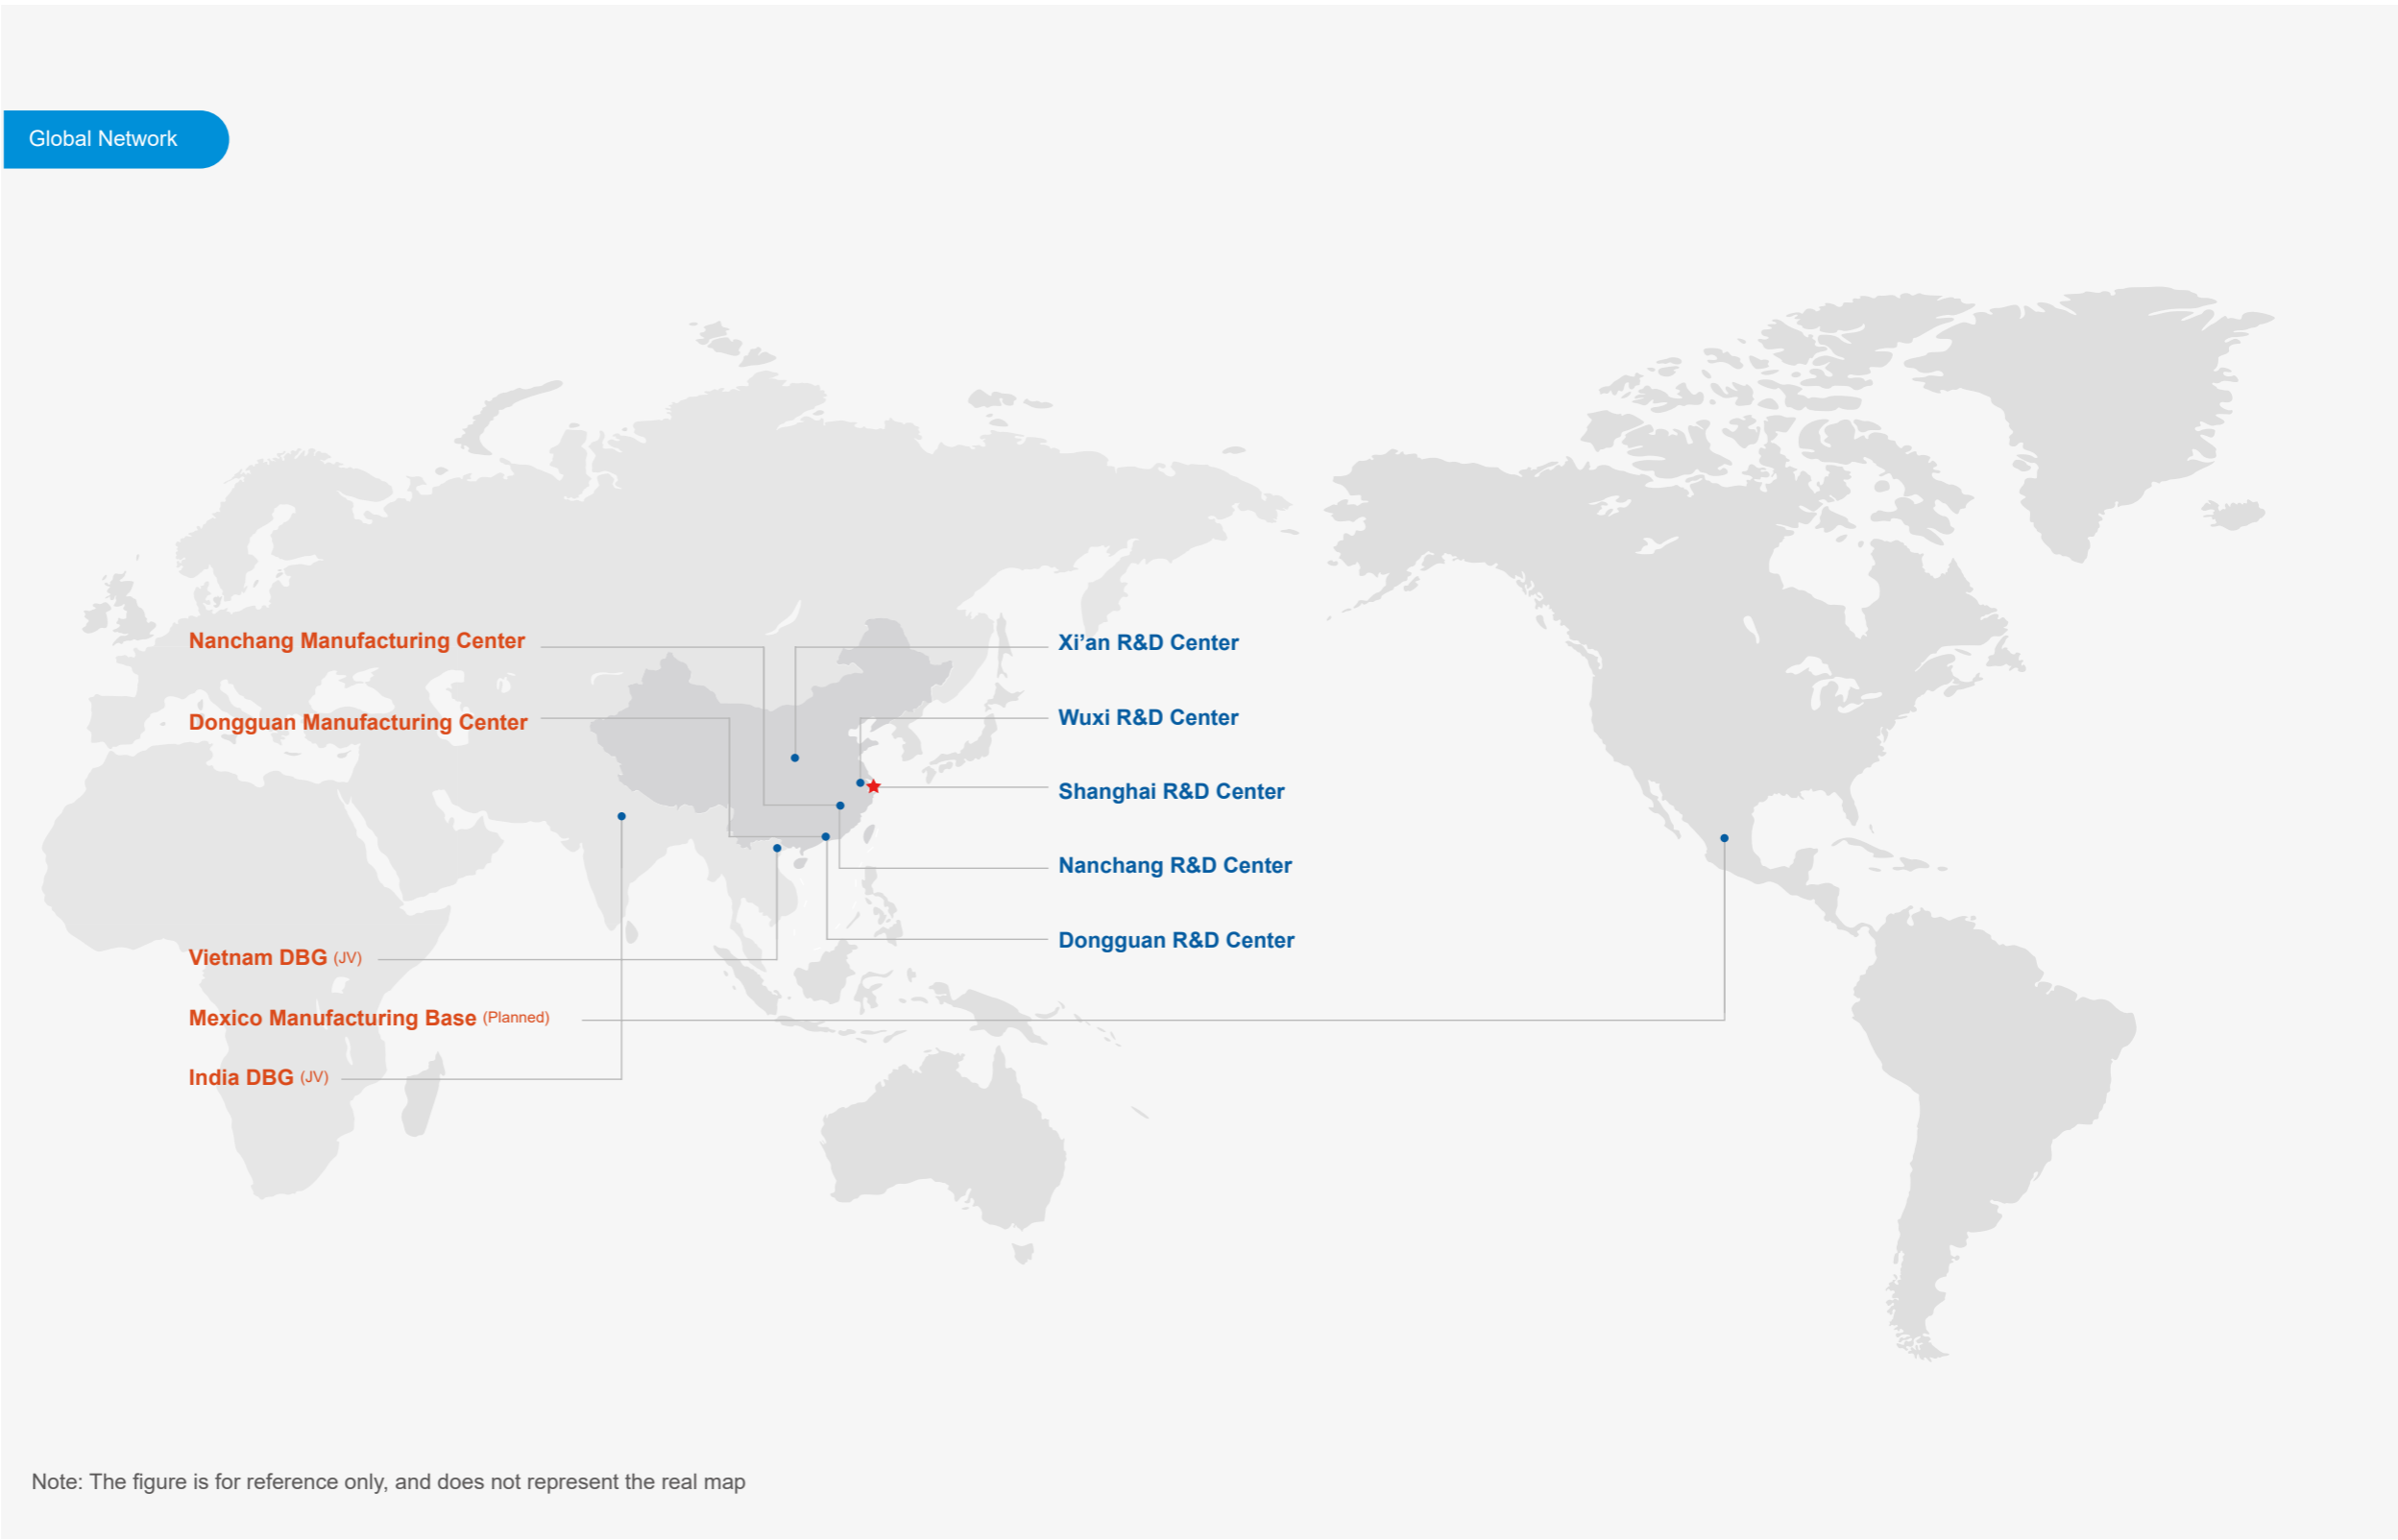 Global Network
Nanchang Manufacturing Center
Dongguan Manufacturing Center
Vietnam DBG (JV)
Mexico Manufacturing Base (Planned)
India DBG (JV)
Xi’an R&D Center
Wuxi R&D Center
Shanghai R&D Center
Nanchang R&D Center
Dongguan R&D Center
Note: The figure is for reference only, and does not represent the real map